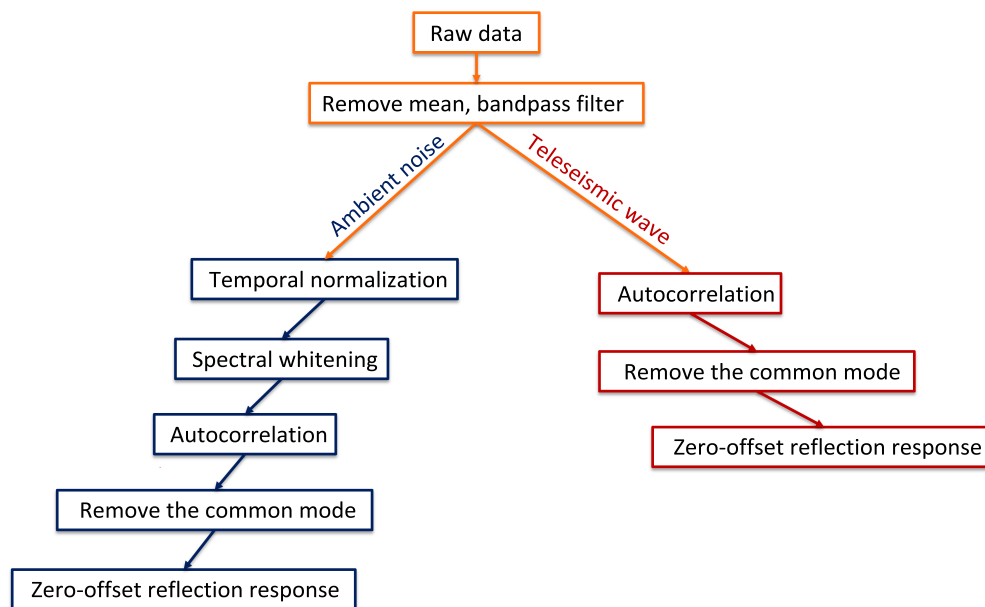 Raw data
Remove mean, bandpass filter
Ambient noise
Teleseismic wave
Temporal normalization
Spectral whitening
Autocorrelation
Remove the common mode
Zero-offset reflection response
Autocorrelation
Remove the common mode
Zero-offset reflection response